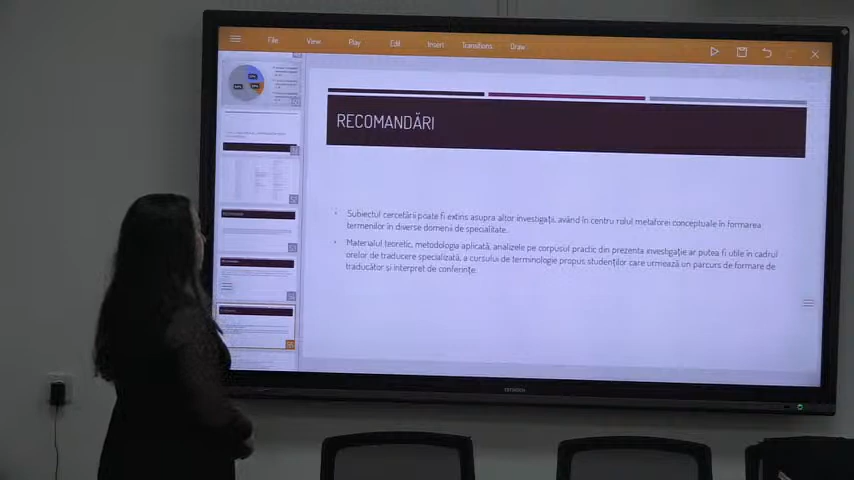 File View Play Edit Insert Transitions Draw
RECOMANDĂRI
Subiectul cercetării poate fi extins asupra altor investigații, având în centru rolul metaforei conceptuale în formarea
termenilor în diverse domenii de specialitate.
Materialul teoretic, metodologia aplicată, analizele pe corpusul practic din prezenta investigație ar putea fi utile în cadrul
orelor de traducere specializată, a cursului de terminologie propus studenților care urmează un parcurs de formare de
traducător și interpret de conferințe.